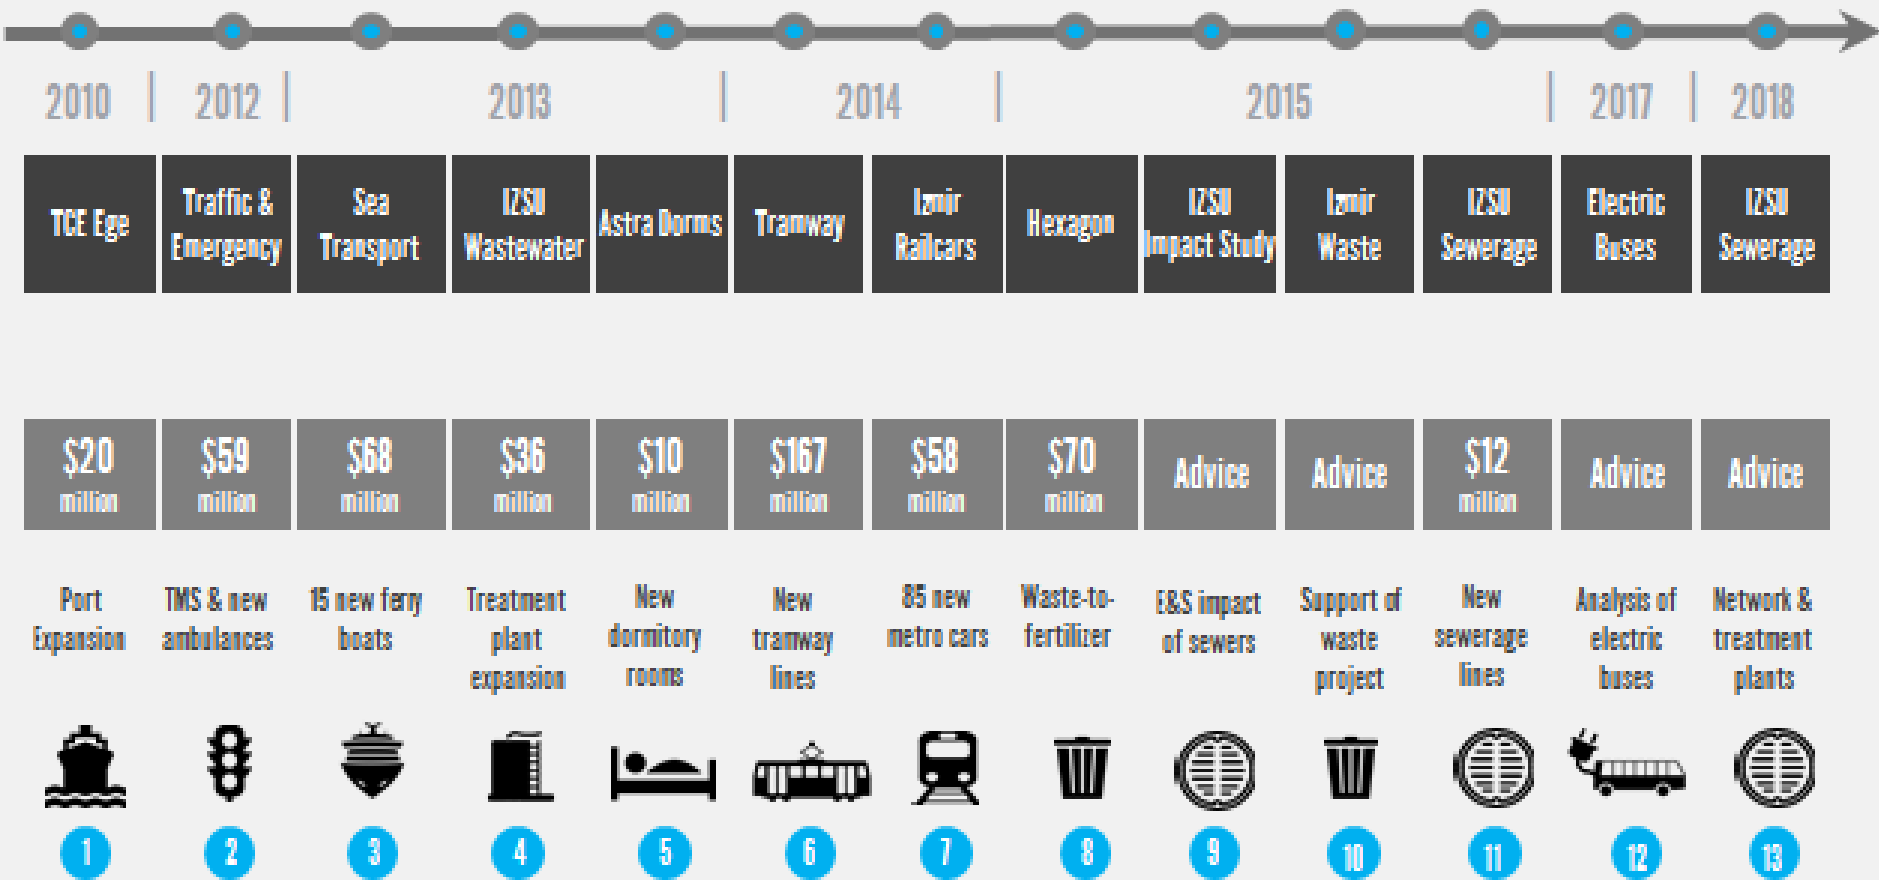 2010 | 2012 | 2013 | 2014 | 2015 | 2017 | 2018
TCE Ege
Traffic &
Emergency
Sea
Transport
IZSU
Wastewater
Astra Dorms
Tramway
Izmir
Railcars
Hexagon
IZSU
Impact Study
Izmir
Waste
IZSU
Sewerage
Electric
Buses
IZSU
Sewerage
$20
million
$59
million
$68
million
$36
million
$10
million
$167
million
$58
million
$70
million
Advice
Advice
$12
million
Advice
Advice
Port
Expansion
TMS & new
ambulances
15 new ferry
boats
Treatment
plant
expansion
New
dormitory
rooms
New
tramway
lines
85 new
metro cars
Waste-to-
fertilizer
E&S impact
of sewers
Support of
waste
project
New
sewerage
lines
Analysis of
electric
buses
Network &
treatment
plants
1 2 3 4 5 6 7 8 9 10 11 12 13